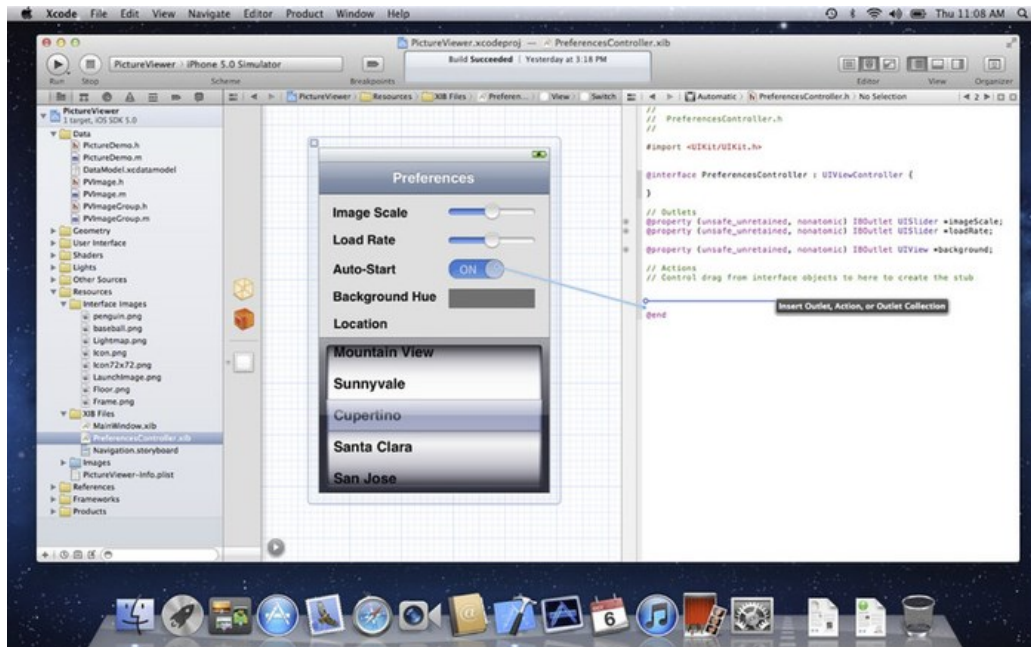 Xcode File Edit View Navigate Editor Product Window Help Thu 11:08 AM
PictureViewer.xcodeproj — PreferencesController.xib
PictureViewer iPhone 5.0 Simulator
Build Succeeded | Yesterday at 3:18 PM
Run Stop Scheme Breakpoints Editor View Organizer
PictureViewer Resources XIB Files Preferen... View Switch
Automatic PreferencesController.h No Selection 2
PictureViewer
1 target, iOS SDK 5.0
Data
PictureDemo.h
PictureDemo.m
DataModel.xcdatamodel
PVImage.h
PVImage.m
PVImageGroup.h
PVImageGroup.m
Geometry
User Interface
Shaders
Lights
Other Sources
Resources
Interface Images
penguin.png
baseball.png
Lightmap.png
Icon.png
Icon72x72.png
LaunchImage.png
Floor.png
Frame.png
XIB Files
MainWindow.xib
PreferencesController.xib
Navigation.storyboard
Images
PictureViewer-Info.plist
References
Frameworks
Products
Preferences
Image Scale
Load Rate
Auto-Start ON
Background Hue
Location
Mountain View
Sunnyvale
Cupertino
Santa Clara
San Jose
//
// PreferencesController.h
//
#import <UIKit/UIKit.h>
@interface PreferencesController : UIViewController {
}
// Outlets
@property (unsafe_unretained, nonatomic) IBOutlet UISlider *imageScale;
@property (unsafe_unretained, nonatomic) IBOutlet UISlider *loadRate;
@property (unsafe_unretained, nonatomic) IBOutlet UIView *background;
// Actions
// Control drag from interface objects to here to create the stub
Insert Outlet, Action, or Outlet Collection
@end
6